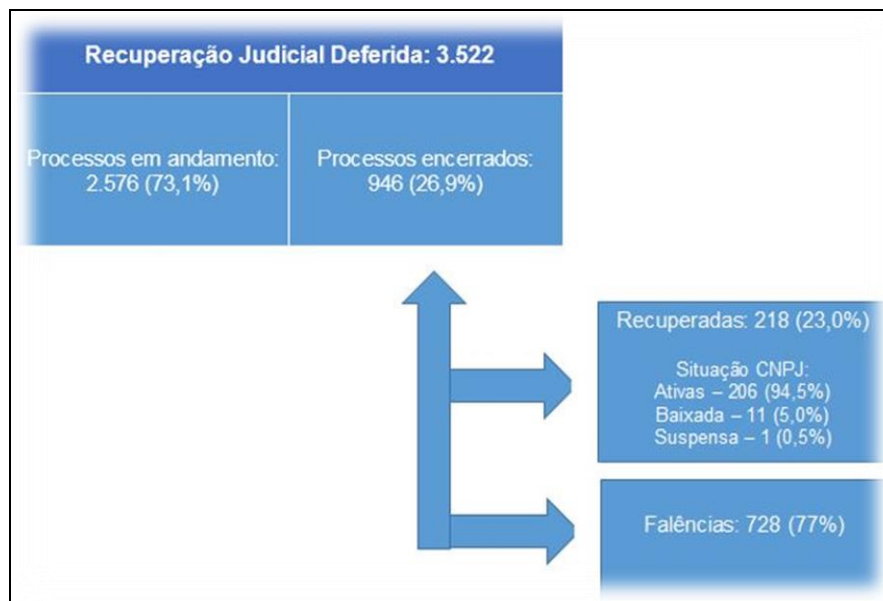 Recuperação Judicial Deferida: 3.522
Processos em andamento:
2.576 (73,1%)
Processos encerrados:
946 (26,9%)
Recuperadas: 218 (23,0%)
Situação CNPJ:
Ativas – 206 (94,5%)
Baixada – 11 (5,0%)
Suspensa – 1 (0,5%)
Falências: 728 (77%)